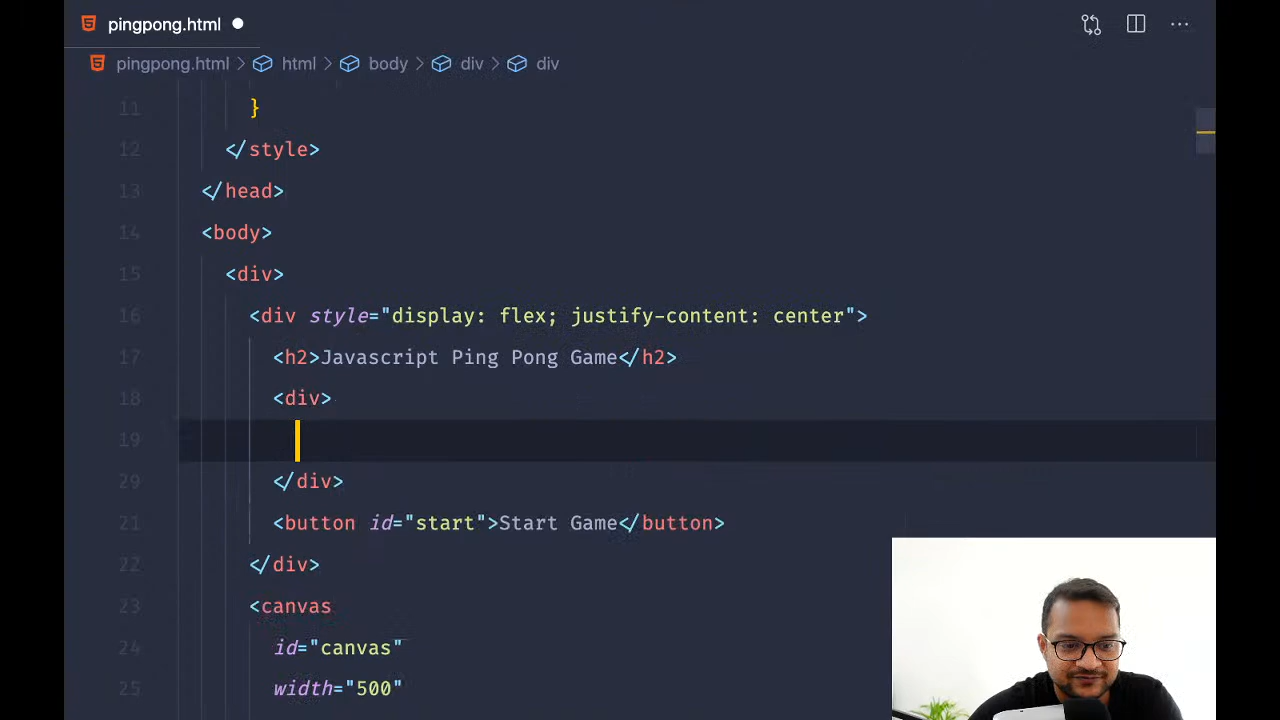 pingpong.html
pingpong.html > html > body > div > div
11 }
12 </style>
13 </head>
14 <body>
15 <div>
16 <div style="display: flex; justify-content: center">
17 <h2>Javascript Ping Pong Game</h2>
18 <div>
19
29 </div>
21 <button id="start">Start Game</button>
22 </div>
23 <canvas
24 id="canvas"
25 width="500"